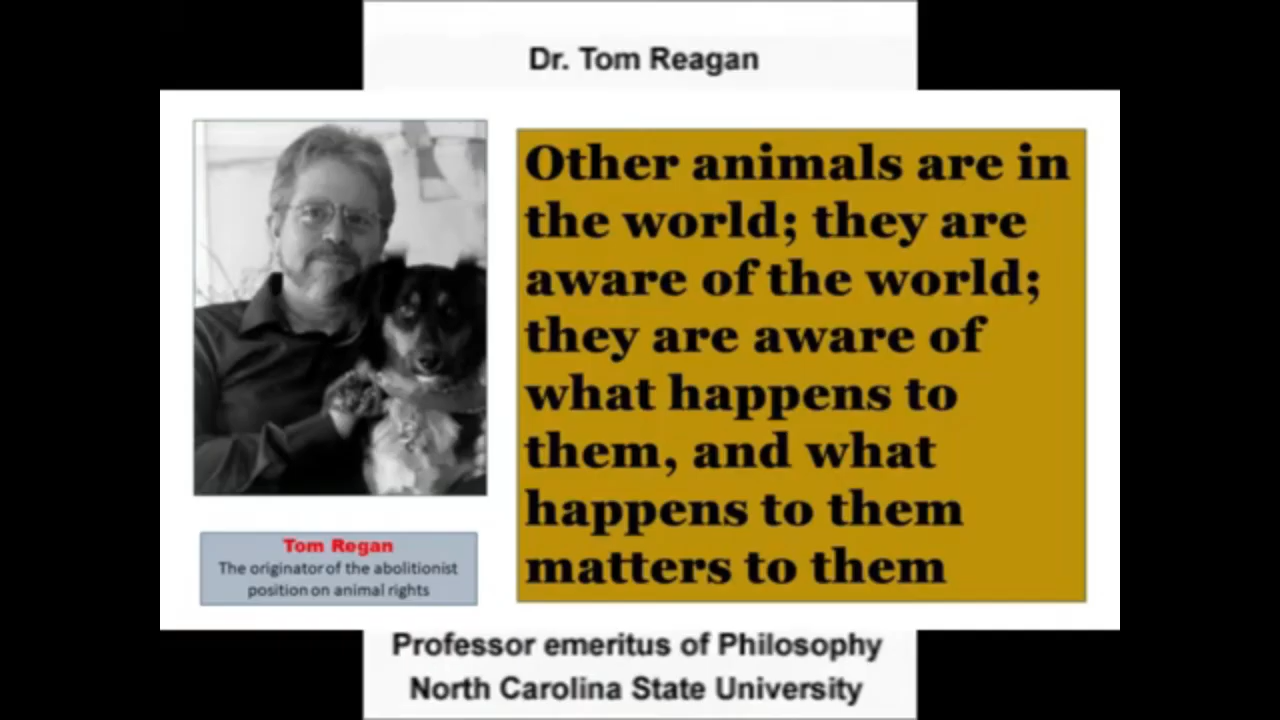 Dr. Tom Reagan
Other animals are in
the world; they are
aware of the world;
they are aware of
what happens to
them, and what
happens to them
matters to them
Tom Regan
The originator of the abolitionist
position on animal rights
Professor emeritus of Philosophy
North Carolina State University